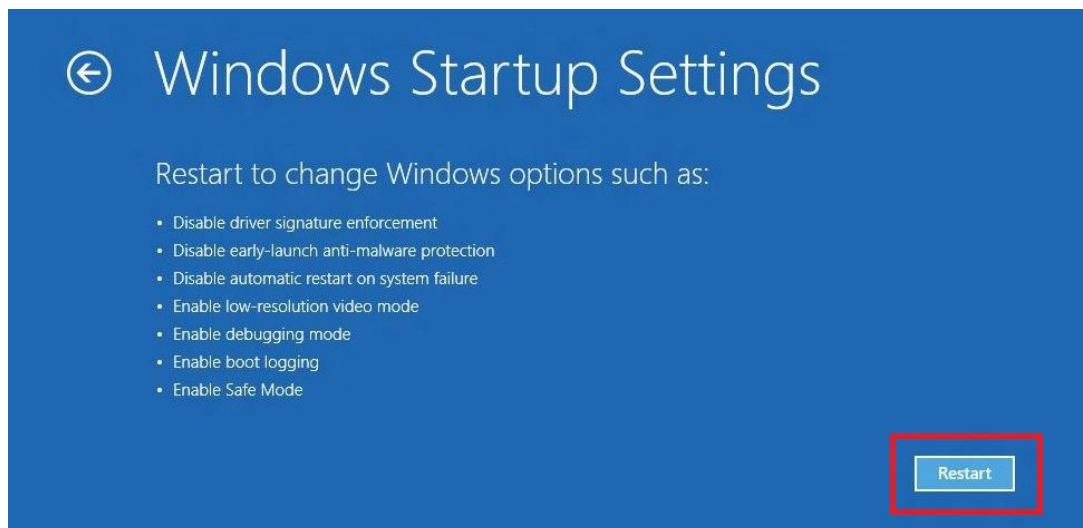 Windows Startup Settings
Restart to change Windows options such as:
• Disable driver signature enforcement
• Disable early-launch anti-malware protection
• Disable automatic restart on system failure
• Enable low-resolution video mode
• Enable debugging mode
• Enable boot logging
• Enable Safe Mode
Restart